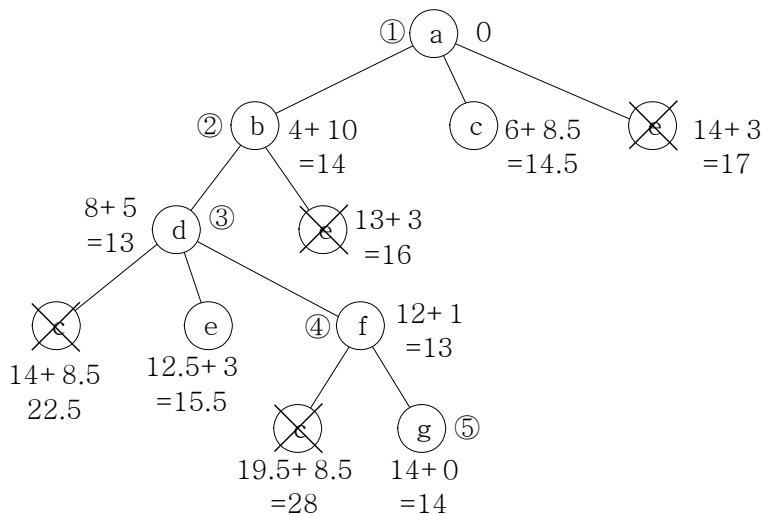 ① a 0
② b 4+10
=14
c 6+8.5
=14.5
e 14+3
=17
8+5
=13
d ③
e 13+3
=16
c
14+8.5
22.5
e
12.5+3
=15.5
④ f 12+1
=13
c
19.5+8.5
=28
g ⑤
14+0
=14